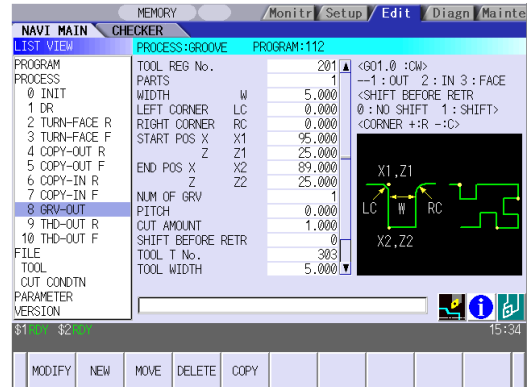 MEMORY Monitr Setup Edit Diagn Mainte
NAVI MAIN CHECKER
LIST VIEW PROCESS:GROOVE PROGRAM:112
PROGRAM
PROCESS
0 INIT
1 DR
2 TURN-FACE R
3 TURN-FACE F
4 COPY-OUT R
5 COPY-OUT F
6 COPY-IN R
7 COPY-IN F
8 GRV-OUT
9 THD-OUT R
10 THD-OUT F
FILE
TOOL
CUT CONDTN
PARAMETER
VERSION
TOOL REG No. 201
PARTS 1
WIDTH W 5.000
LEFT CORNER LC 0.000
RIGHT CORNER RC 0.000
START POS X X1 95.000
Z Z1 25.000
END POS X X2 89.000
Z Z2 25.000
NUM OF GRV 1
PITCH 0.000
CUT AMOUNT 1.000
SHIFT BEFORE RETR 0
TOOL T No. 303
TOOL WIDTH 5.000
<G01.0 :CW>
--1:OUT 2:IN 3:FACE
<SHIFT BEFORE RETR
0:NO SHIFT 1:SHIFT>
<CORNER +:R -:C>
X1,Z1
LC W RC
X2,Z2
$1RDY $2RDY 15:34
MODIFY NEW MOVE DELETE COPY